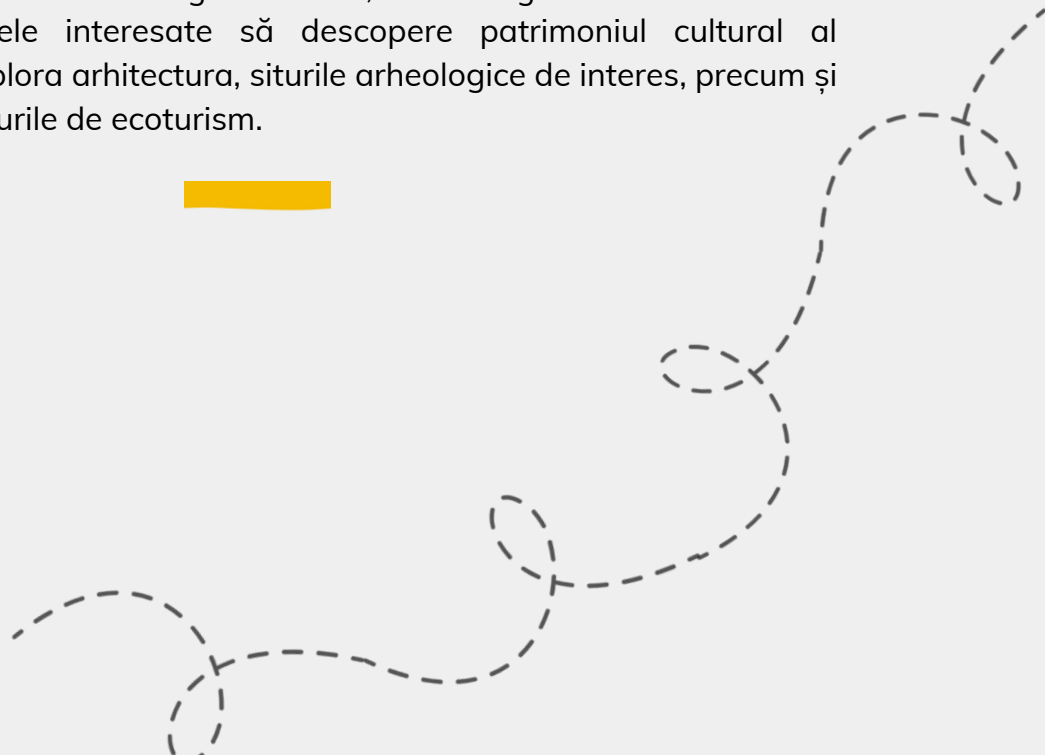 ele interesate să descopere patrimoniul cultural al
plora arhitectura, siturile arheologice de interes, precum și
urile de ecoturism.